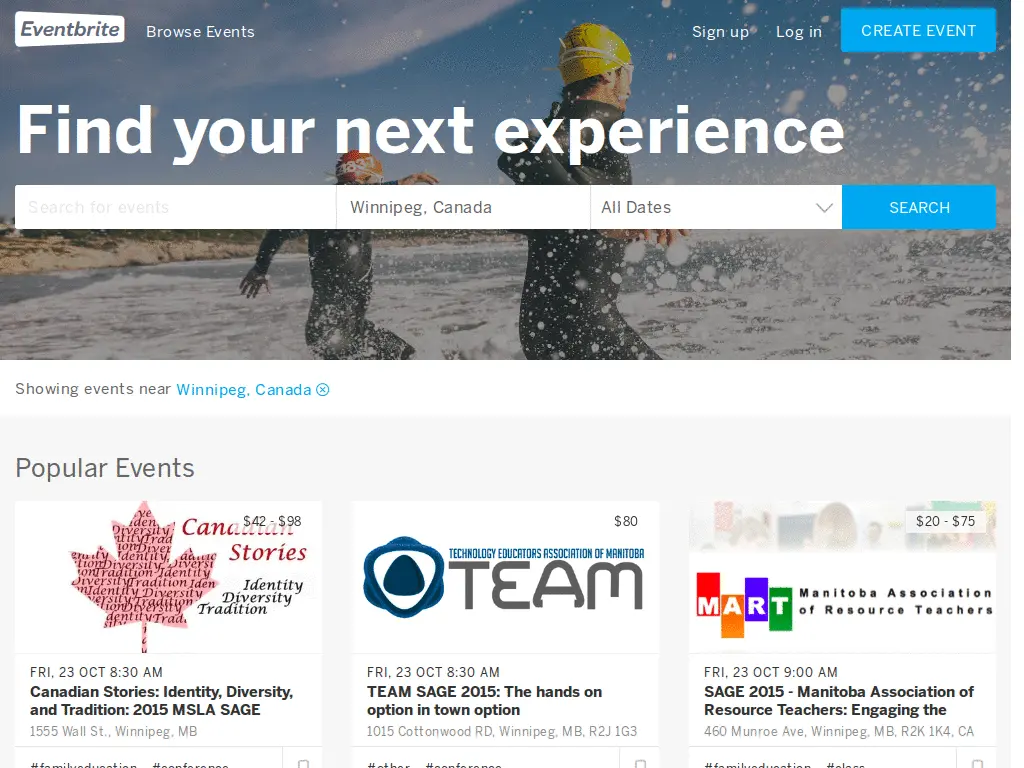 Eventbrite
Browse Events
Sign up
Log in
CREATE EVENT
Find your next experience
Search for events
Winnipeg, Canada
All Dates
SEARCH
Showing events near Winnipeg, Canada
Popular Events
$42 - $98
Canadian
Stories
Identity
Diversity
Tradition
FRI, 23 OCT 8:30 AM
Canadian Stories: Identity, Diversity,
and Tradition: 2015 MSLA SAGE
1555 Wall St., Winnipeg, MB
#familyeducation #conference
$80
TECHNOLOGY EDUCATORS ASSOCIATION OF MANITOBA
TEAM
FRI, 23 OCT 8:30 AM
TEAM SAGE 2015: The hands on
option in town option
1015 Cottonwood RD, Winnipeg, MB, R2J 1G3
#other #conference
$20 - $75
MART
Manitoba Association
of Resource Teachers
FRI, 23 OCT 9:00 AM
SAGE 2015 - Manitoba Association of
Resource Teachers: Engaging the
460 Munroe Ave, Winnipeg, MB, R2K 1K4, CA
#familyeducation #class